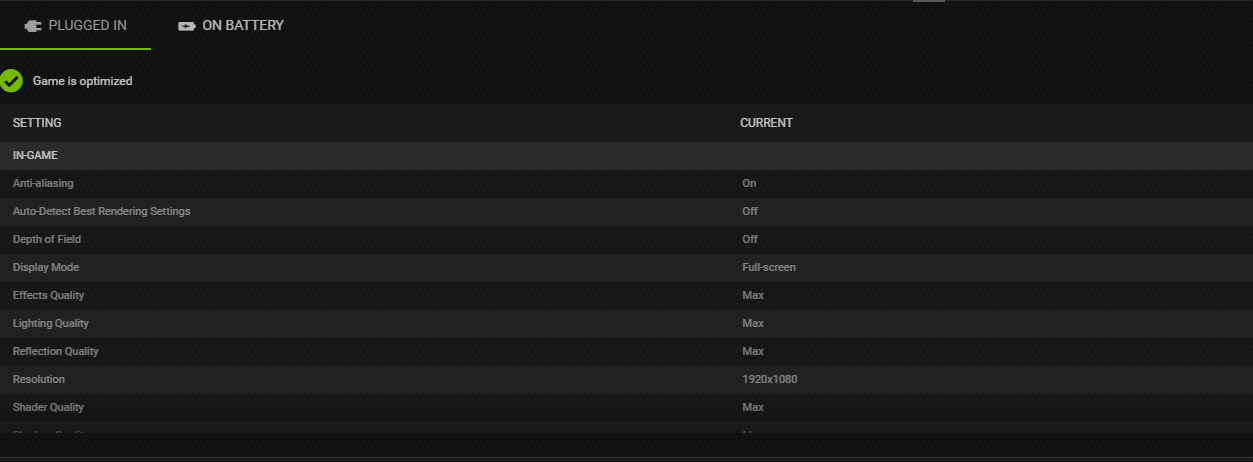 PLUGGED IN ON BATTERY
Game is optimized
SETTING CURRENT
IN-GAME
Anti-aliasing On
Auto-Detect Best Rendering Settings Off
Depth of Field Off
Display Mode Full-screen
Effects Quality Max
Lighting Quality Max
Reflection Quality Max
Resolution 1920x1080
Shader Quality Max